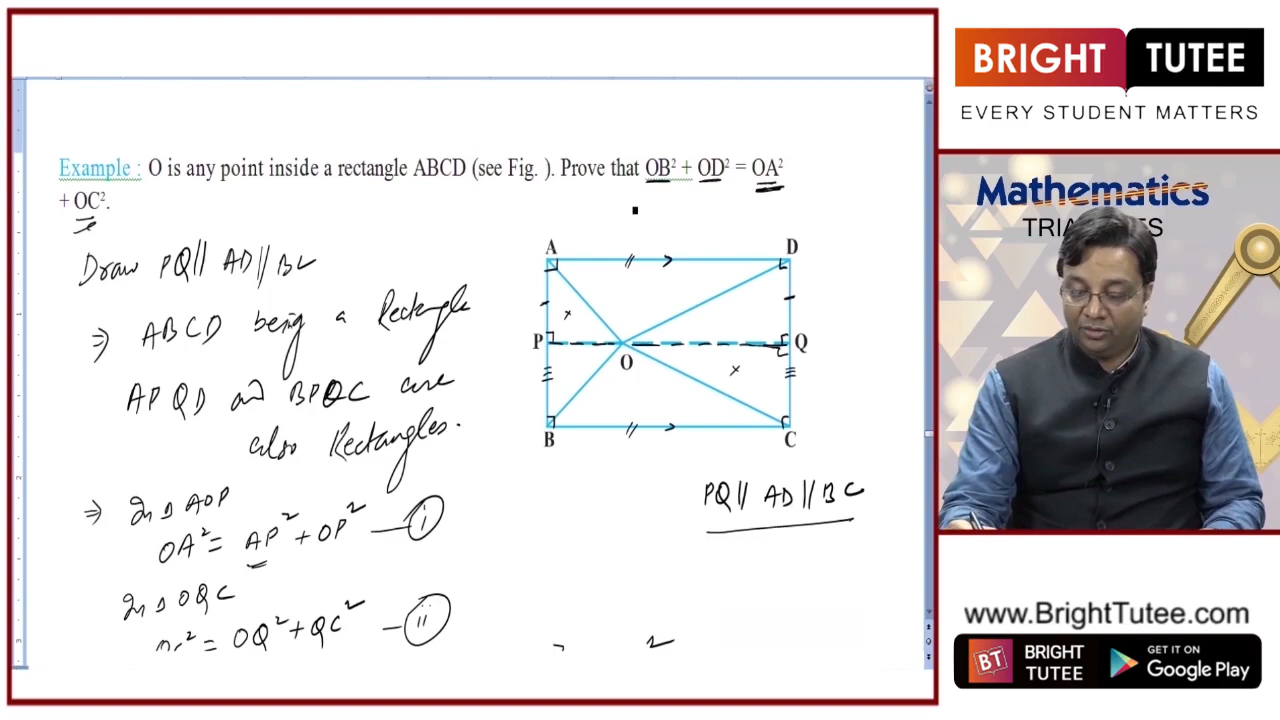 BRIGHT TUTEE
EVERY STUDENT MATTERS
Example : O is any point inside a rectangle ABCD (see Fig. ). Prove that OB² + OD² = OA²
+ OC².
Draw PQ || AD || BC
⇒ ABCD being a Rectangle
APQD and BPQC are
also Rectangles.
⇒ In Δ AOP
OA² = AP² + OP² — (i)
In Δ OQC
OC² = OQ² + QC² — (ii)
A
D
P
Q
O
B
C
PQ || AD || BC
2
Mathematics
TRIA ES
www.BrightTutee.com
BT
BRIGHT
TUTEE
GET IT ON
Google Play